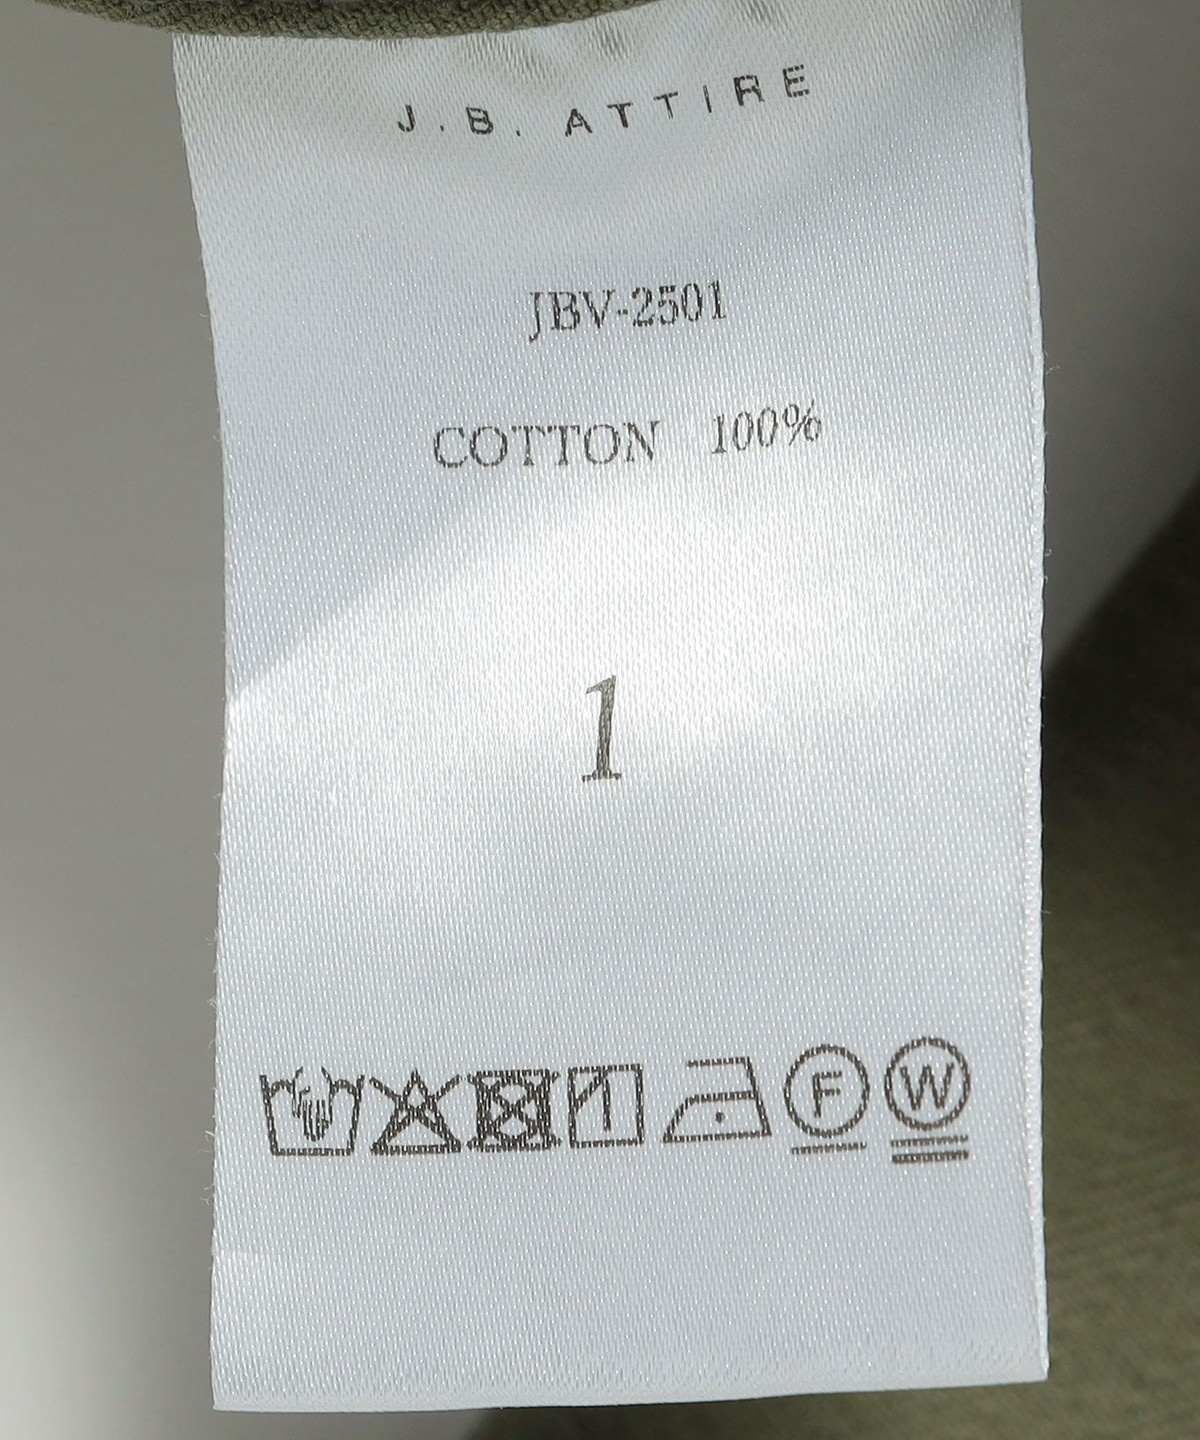 J.B. ATTIRE
JBV-2501
COTTON 100%
1
F W